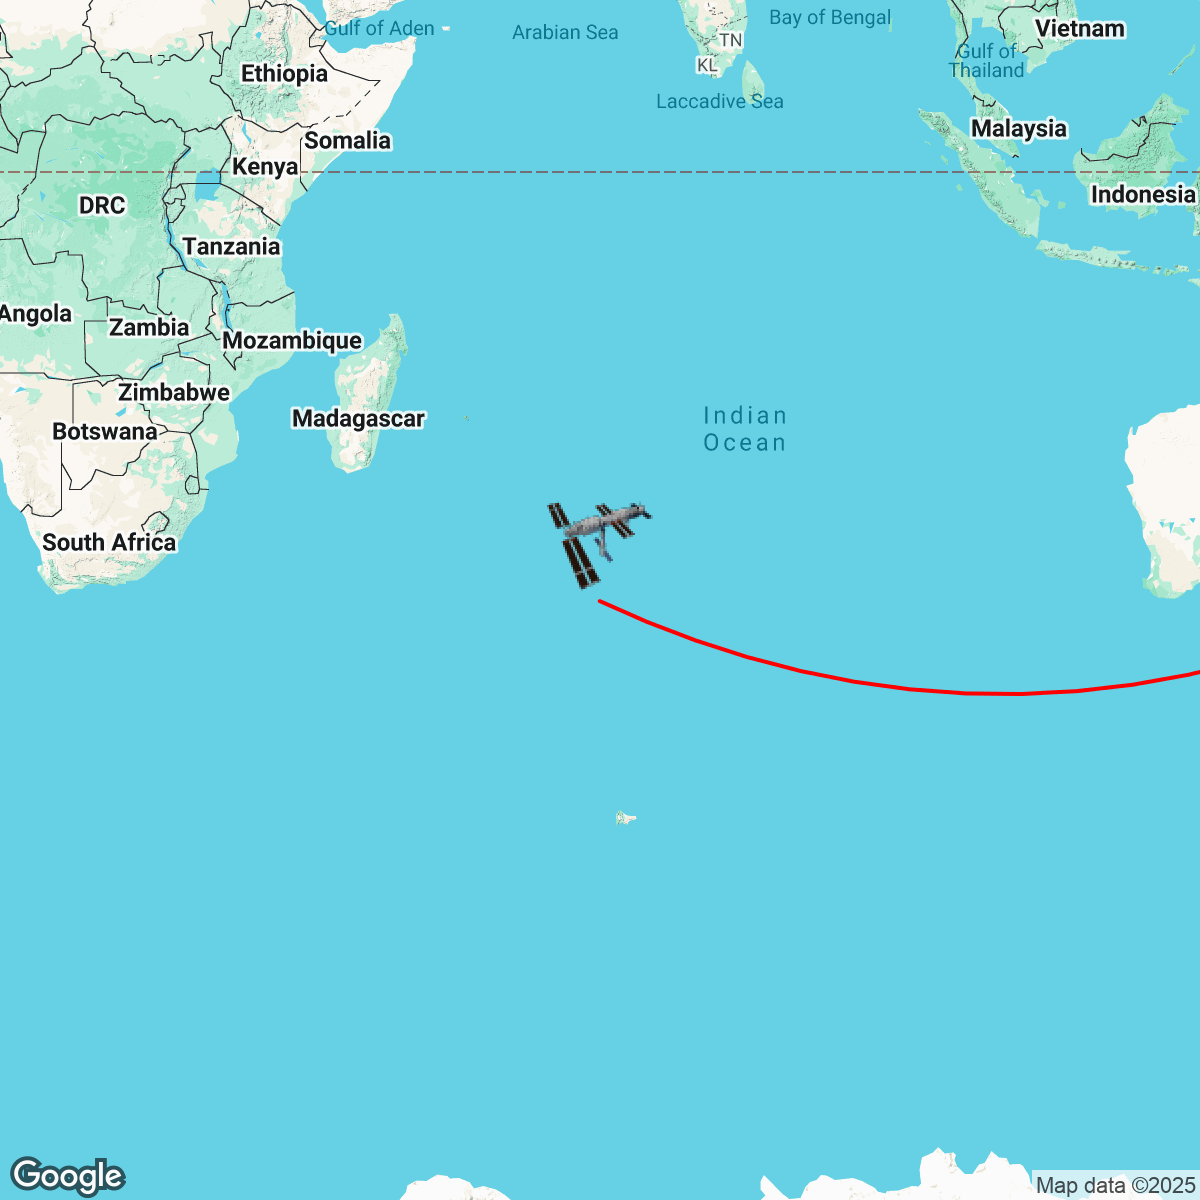 Gulf of Aden
Arabian Sea
Bay of Bengal
TN
KL
Vietnam
Gulf of
Thailand
Ethiopia
Laccadive Sea
Malaysia
Somalia
Kenya
Indonesia
DRC
Tanzania
Angola
Zambia
Mozambique
Zimbabwe
Madagascar
Botswana
Indian
Ocean
South Africa
Google
Map data ©2025